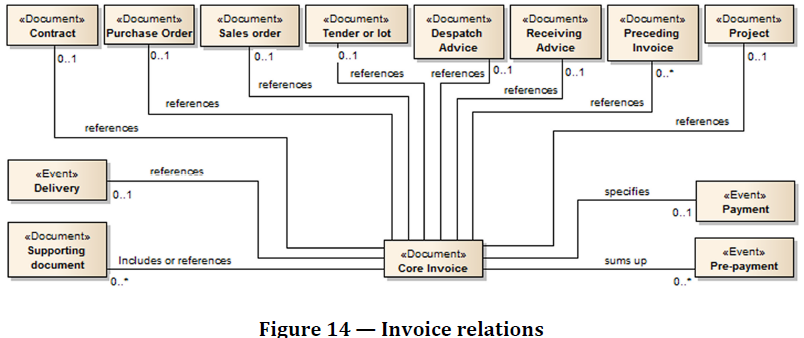 «Document»
Contract
«Document»
Purchase Order
«Document»
Sales order
«Document»
Tender or lot
«Document»
Despatch
Advice
«Document»
Receiving
Advice
«Document»
Preceding
Invoice
«Document»
Project
0..1
0..1
0..1
0..1
0..1
0..1
0..*
0..1
references
references
references
references
references
references
references
references
«Event»
Delivery
0..1
references
«Document»
Supporting
document
0..*
Includes or references
«Document»
Core Invoice
specifies
0..1
«Event»
Payment
sums up
0..*
«Event»
Pre-payment
Figure 14 — Invoice relations